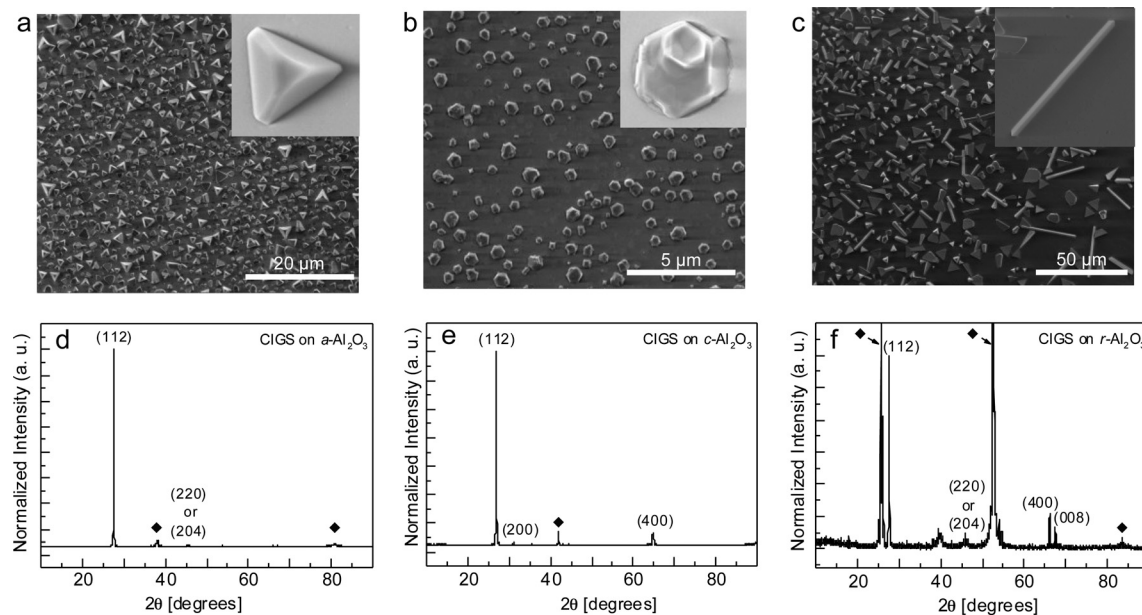 a
20 µm
b
5 µm
c
50 µm
d
(112)
CIGS on a-Al₂O₃
(220)
or
(204)
Normalized Intensity (a. u.)
20 40 60 80
2θ [degrees]
e
(112)
CIGS on c-Al₂O₃
(200)
(400)
Normalized Intensity (a. u.)
20 40 60 80
2θ [degrees]
f
(112)
CIGS on r-Al₂O₃
(220)
or
(204)
(400)
(008)
Normalized Intensity (a. u.)
20 40 60 80
2θ [degrees]